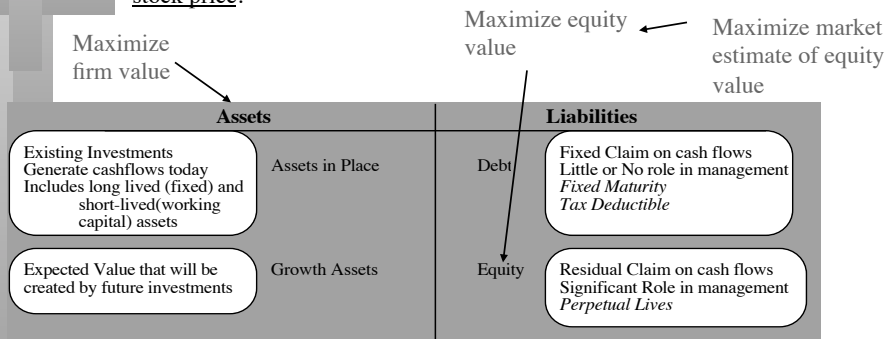 stock price:
Maximize
firm value
Maximize equity
value
Maximize market
estimate of equity
value
Assets
Liabilities
Existing Investments
Generate cashflows today
Includes long lived (fixed) and
short-lived(working
capital) assets
Assets in Place
Debt
Fixed Claim on cash flows
Little or No role in management
Fixed Maturity
Tax Deductible
Expected Value that will be
created by future investments
Growth Assets
Equity
Residual Claim on cash flows
Significant Role in management
Perpetual Lives